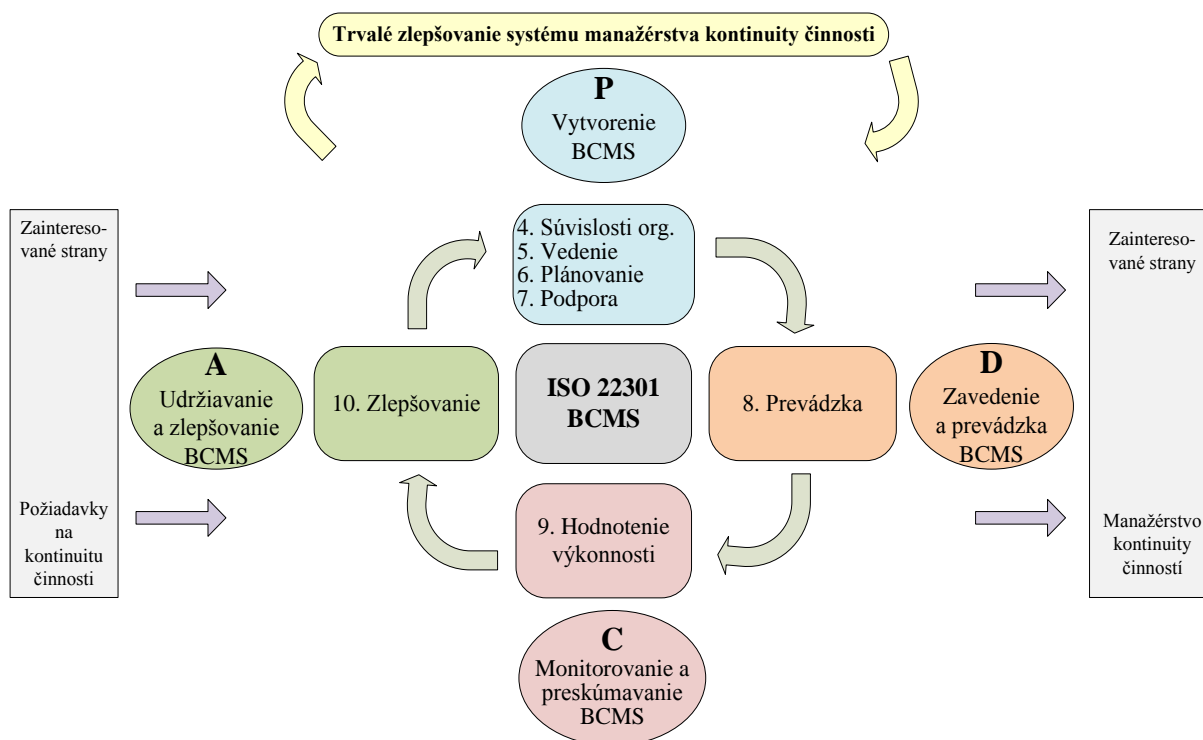 Trvalé zlepšovanie systému manažérstva kontinuity činnosti
P
Vytvorenie
BCMS
4. Súvislosti org.
5. Vedenie
6. Plánovanie
7. Podpora
Zaintereso-
vané strany
Požiadavky
na
kontinuitu
činnosti
A
Udržiavanie
a zlepšovanie
BCMS
10. Zlepšovanie
ISO 22301
BCMS
8. Prevádzka
D
Zavedenie
a prevádzka
BCMS
Zaintereso-
vané strany
Manažérstvo
kontinuity
činností
9. Hodnotenie
výkonnosti
C
Monitorovanie a
preskúmavanie
BCMS